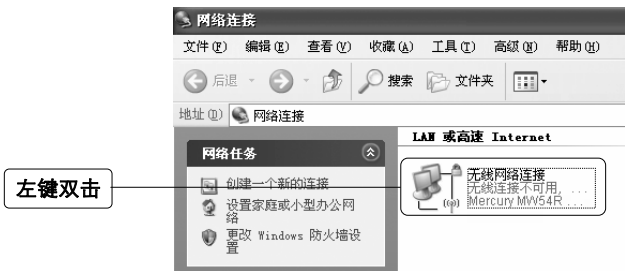 网络连接
文件(F) 编辑(E) 查看(V) 收藏(A) 工具(T) 高级(N) 帮助(H)
后退 搜索 文件夹
地址(D) 网络连接
LAN 或高速 Internet
网络任务
创建一个新的连接
设置家庭或小型办公网
络
更改 Windows 防火墙设
置
无线网络连接
无线连接不可用, ...
Mercury MW54R ...
左键双击